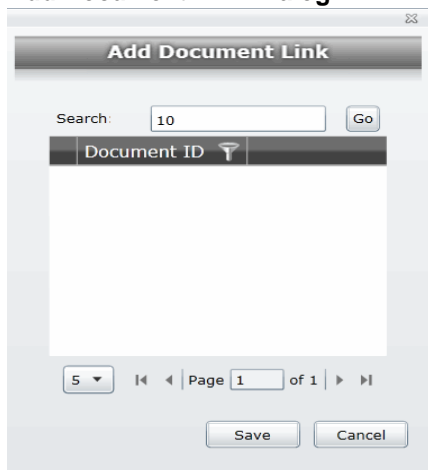 Add Document Link
Search: 10 Go
Document ID
5 Page 1 of 1
Save Cancel